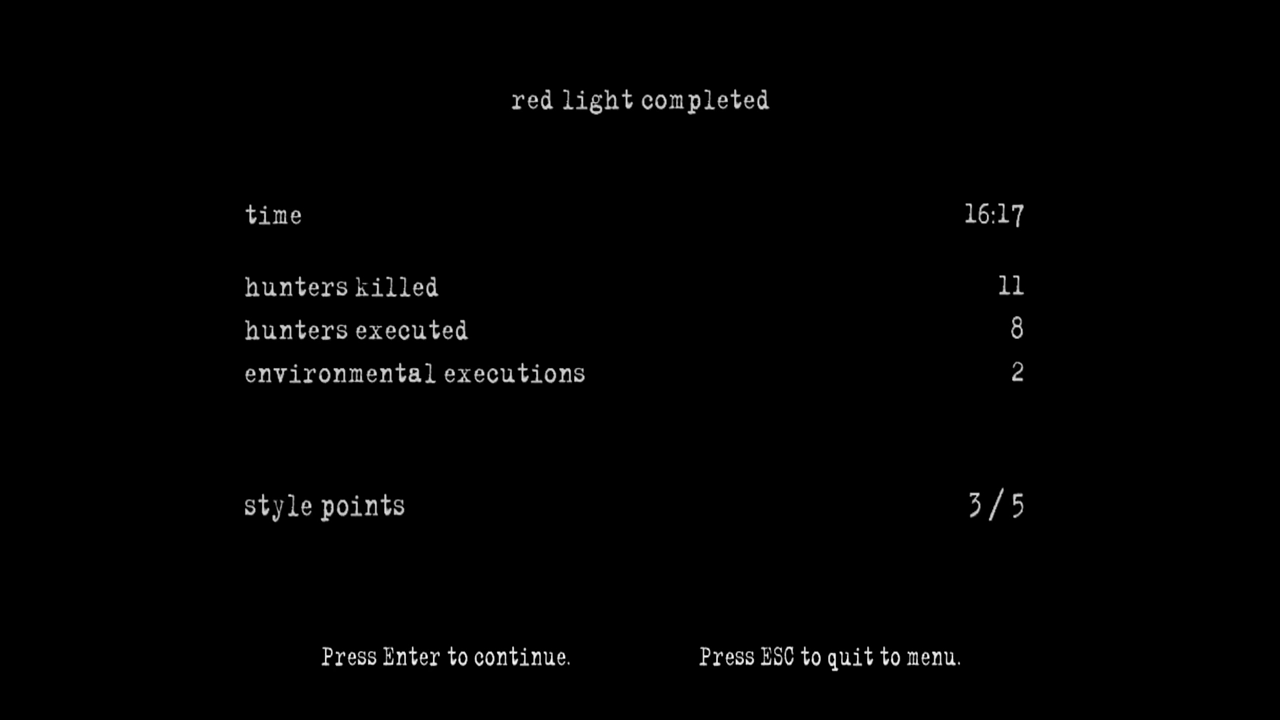 red light completed
time 16:17
hunters killed 11
hunters executed 8
environmental executions 2
style points 3 / 5
Press Enter to continue. Press ESC to quit to menu.